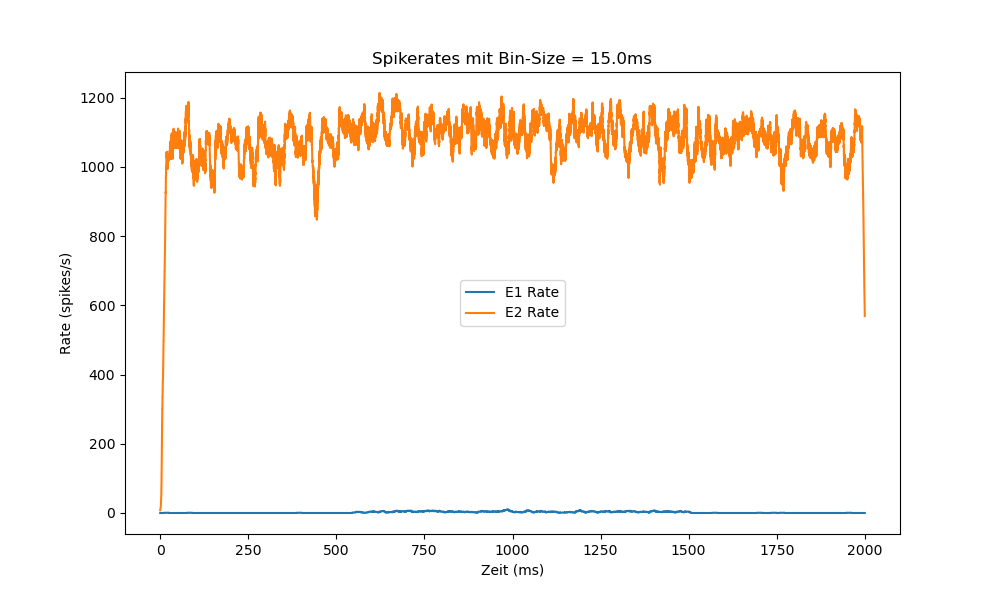 Spikerates mit Bin-Size = 15.0ms
1200
1000
800
600
400
200
0
Rate (spikes/s)
E1 Rate
E2 Rate
0 250 500 750 1000 1250 1500 1750 2000
Zeit (ms)